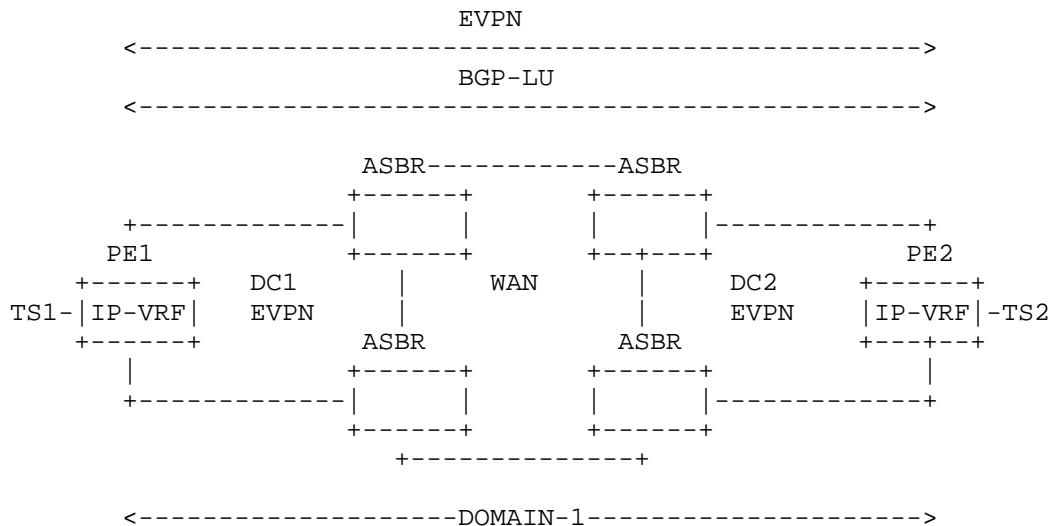 EVPN
<------------------------------------------------->
BGP-LU
<------------------------------------------------->
ASBR------------ASBR
PE1 PE2
DC1 WAN DC2
TS1-|IP-VRF| EVPN EVPN |IP-VRF|-TS2
ASBR ASBR
<--------------------DOMAIN-1--------------------->